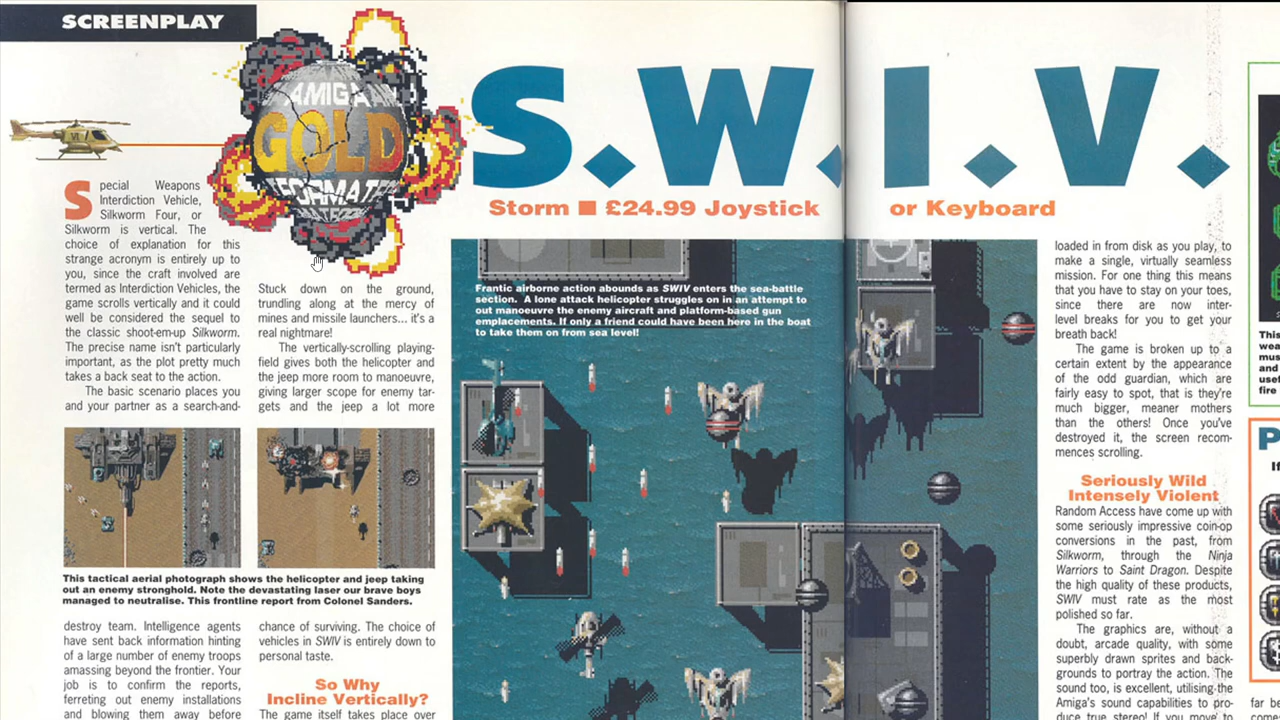 SCREENPLAY
AMIGA
GOLD
FORMAT
S.W.I.V.
Storm ■ £24.99 Joystick or Keyboard
Special Weapons
Interdiction Vehicle,
Silkworm Four, or
Silkworm is vertical. The
choice of explanation for this
strange acronym is entirely up to
you, since the craft involved are
termed as Interdiction Vehicles, the
game scrolls vertically and it could
well be considered the sequel to
the classic shoot-em-up Silkworm.
The precise name isn't particularly
important, as the plot pretty much
takes a back seat to the action.
The basic scenario places you
and your partner as a search-and-
Stuck down on the ground,
trundling along at the mercy of
mines and missile launchers... it's a
real nightmare!
The vertically-scrolling playing-
field gives both the helicopter and
the jeep more room to manoeuvre,
giving larger scope for enemy tar-
gets and the jeep a lot more
This tactical aerial photograph shows the helicopter and jeep taking
out an enemy stronghold. Note the devastating laser our brave boys
managed to neutralise. This frontline report from Colonel Sanders.
destroy team. Intelligence agents
have sent back information hinting
of a large number of enemy troops
amassing beyond the frontier. Your
job is to confirm the reports,
ferreting out enemy installations
and blowing them away before
chance of surviving. The choice of
vehicles in SWIV is entirely down to
personal taste.
So Why
Incline Vertically?
The game itself takes place over
Frantic airborne action abounds as SWIV enters the sea-battle
section. A lone attack helicopter struggles on in an attempt to
out manoeuvre the enemy aircraft and platform-based gun
emplacements. If only a friend could have been here in the boat
to take them on from sea level!
loaded in from disk as you play, to
make a single, virtually seamless
mission. For one thing this means
that you have to stay on your toes,
since there are now inter-
level breaks for you to get your
breath back!
The game is broken up to a
certain extent by the appearance
of the odd guardian, which are
fairly easy to spot, that is they're
much bigger, meaner mothers
than the others! Once you've
destroyed it, the screen recom-
mences scrolling.
Seriously Wild
Intensely Violent
Random Access have come up with
some seriously impressive coin-op
conversions in the past, from
Silkworm, through the Ninja
Warriors to Saint Dragon. Despite
the high quality of these products,
SWIV must rate as the most
polished so far.
The graphics are, without a
doubt, arcade quality, with some
superbly drawn sprites and back-
grounds to portray the action. The
sound too, is excellent, utilising the
Amiga's sound capabilities to pro-
duce true stereo! If you move to
This
wea
mus
and
usef
fire
P
If
far be